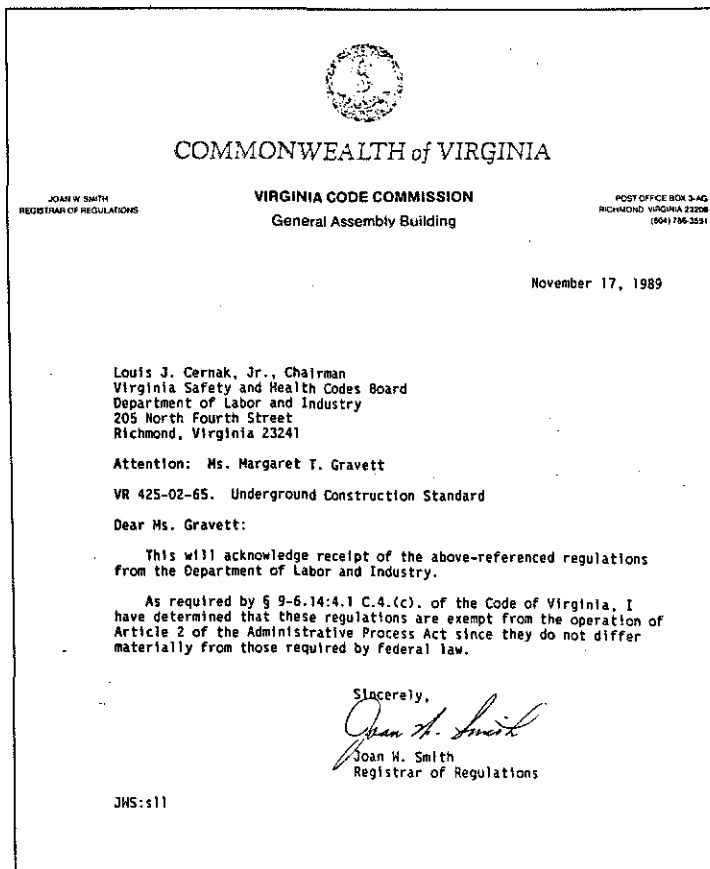 COMMONWEALTH of VIRGINIA
JOAN W SMITH
REGISTRAR OF REGULATIONS
VIRGINIA CODE COMMISSION
General Assembly Building
POST OFFICE BOX 3-AG
RICHMOND VIRGINIA 23208
(804) 786-3591
November 17, 1989
Louis J. Cernak, Jr., Chairman
Virginia Safety and Health Codes Board
Department of Labor and Industry
205 North Fourth Street
Richmond, Virginia 23241
Attention: Ms. Margaret T. Gravett
VR 425-02-65. Underground Construction Standard
Dear Ms. Gravett:
This will acknowledge receipt of the above-referenced regulations
from the Department of Labor and Industry.
As required by § 9-6.14:4.1 C.4.(c). of the Code of Virginia, I
have determined that these regulations are exempt from the operation of
Article 2 of the Administrative Process Act since they do not differ
materially from those required by federal law.
Sincerely,
Joan W. Smith
Joan W. Smith
Registrar of Regulations
JWS:sll